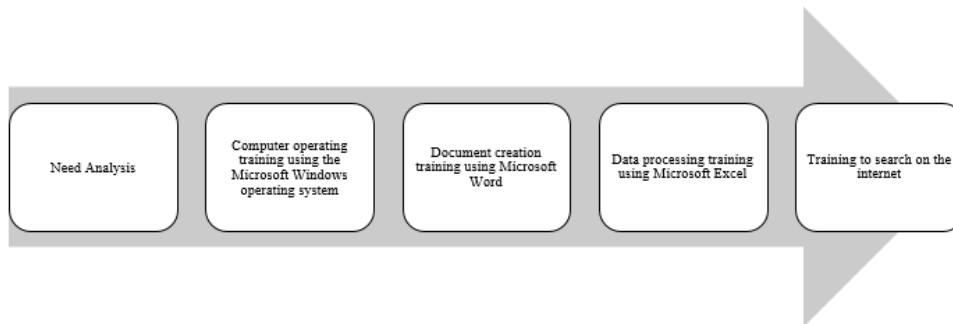 Need Analysis
Computer operating
training using the
Microsoft Windows
operating system
Document creation
training using Microsoft
Word
Data processing training
using Microsoft Excel
Training to search on the
internet